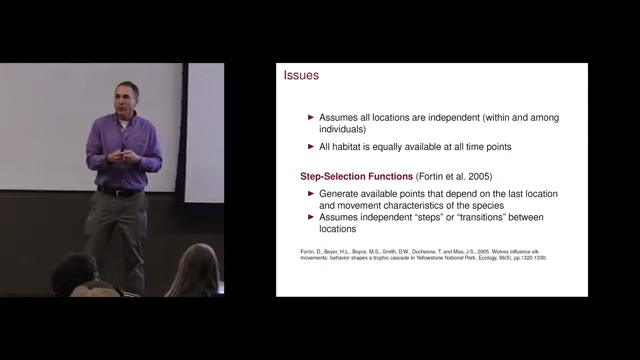 Issues
▶ Assumes all locations are independent (within and among
individuals)
▶ All habitat is equally available at all time points
Step-Selection Functions (Fortin et al. 2005)
▶ Generate available points that depend on the last location
and movement characteristics of the species
▶ Assumes independent “steps” or “transitions” between
locations
Fortin, D., Beyer, H.L., Boyce, M.S., Smith, D.W., Duchesne, T. and Mao, J.S., 2005. Wolves influence elk
movements: behavior shapes a trophic cascade in Yellowstone National Park. Ecology, 86(5), pp.1320-1330.